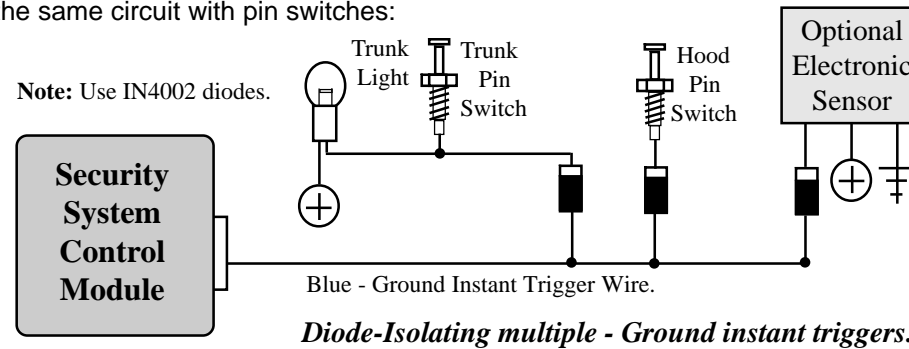 he same circuit with pin switches:
Note: Use IN4002 diodes.
Trunk
Light
Trunk
Pin
Switch
Hood
Pin
Switch
Optional
Electronic
Sensor
Security
System
Control
Module
Blue - Ground Instant Trigger Wire.
Diode-Isolating multiple - Ground instant triggers.